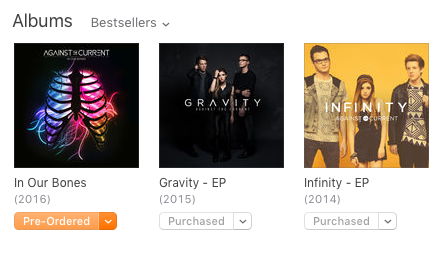 Albums Bestsellers
AGAINST THE CURRENT
IN OUR BONES
GRAVITY
AGAINST THE CURRENT
INFINITY
AGAINST THE CURRENT
In Our Bones
Gravity - EP
Infinity - EP
(2016)
(2015)
(2014)
Pre-Ordered
Purchased
Purchased